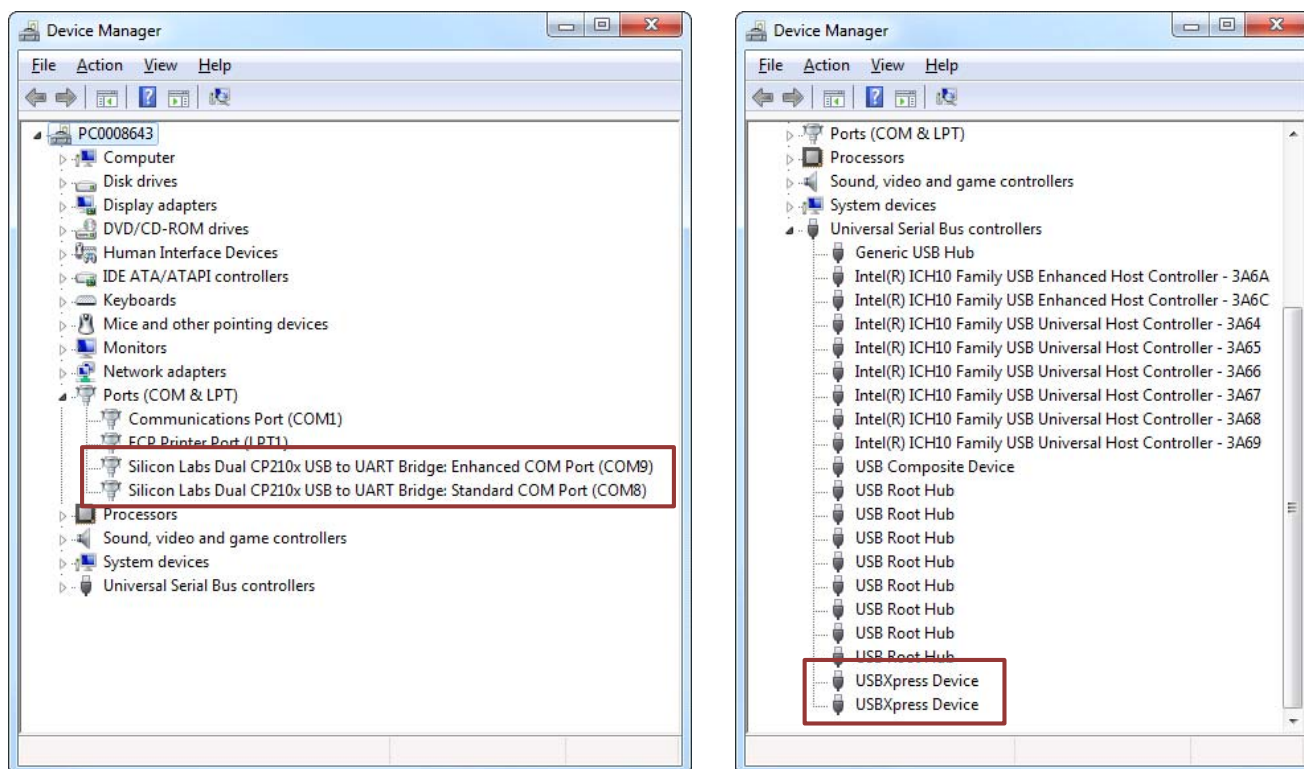 Device Manager
File Action View Help
PC0008643
Computer
Disk drives
Display adapters
DVD/CD-ROM drives
Human Interface Devices
IDE ATA/ATAPI controllers
Keyboards
Mice and other pointing devices
Monitors
Network adapters
Ports (COM & LPT)
Communications Port (COM1)
ECP Printer Port (LPT1)
Silicon Labs Dual CP210x USB to UART Bridge: Enhanced COM Port (COM9)
Silicon Labs Dual CP210x USB to UART Bridge: Standard COM Port (COM8)
Processors
Sound, video and game controllers
System devices
Universal Serial Bus controllers
Device Manager
File Action View Help
Ports (COM & LPT)
Processors
Sound, video and game controllers
System devices
Universal Serial Bus controllers
Generic USB Hub
Intel(R) ICH10 Family USB Enhanced Host Controller - 3A6A
Intel(R) ICH10 Family USB Enhanced Host Controller - 3A6C
Intel(R) ICH10 Family USB Universal Host Controller - 3A64
Intel(R) ICH10 Family USB Universal Host Controller - 3A65
Intel(R) ICH10 Family USB Universal Host Controller - 3A66
Intel(R) ICH10 Family USB Universal Host Controller - 3A67
Intel(R) ICH10 Family USB Universal Host Controller - 3A68
Intel(R) ICH10 Family USB Universal Host Controller - 3A69
USB Composite Device
USB Root Hub
USB Root Hub
USB Root Hub
USB Root Hub
USB Root Hub
USB Root Hub
USB Root Hub
USB Root Hub
USBXpress Device
USBXpress Device